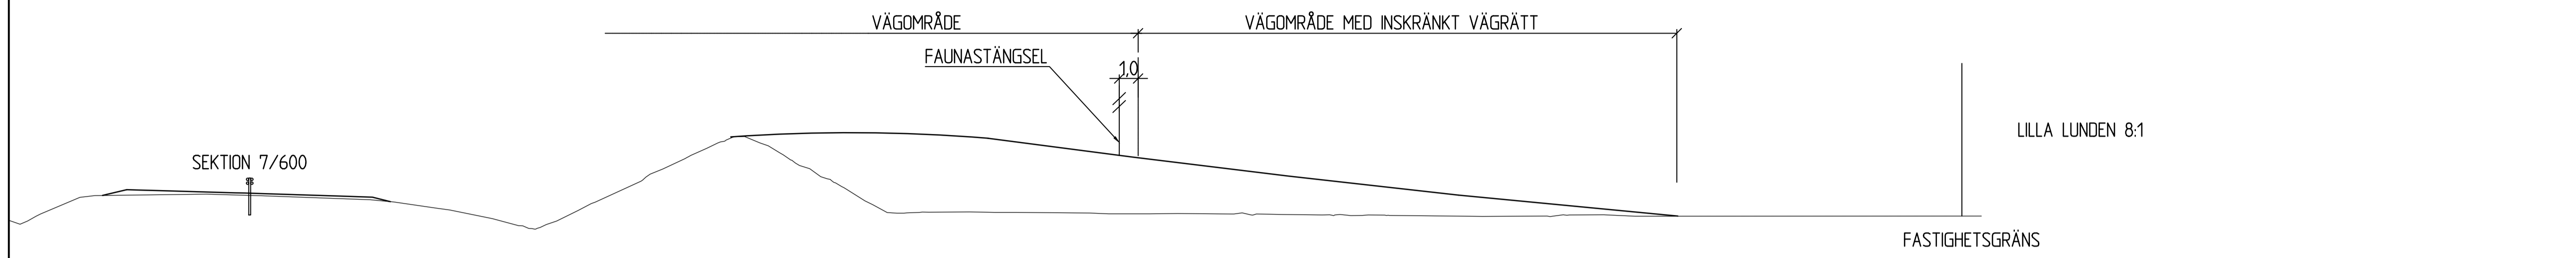 VÄGOMRÅDE
VÄGOMRÅDE MED INSKRÄNKT VÄGRÄTT
FAUNASTÄNGSEL
1,0
LILLA LUNDEN 8:1
SEKTION 7/600
FASTIGHETSGRÄNS